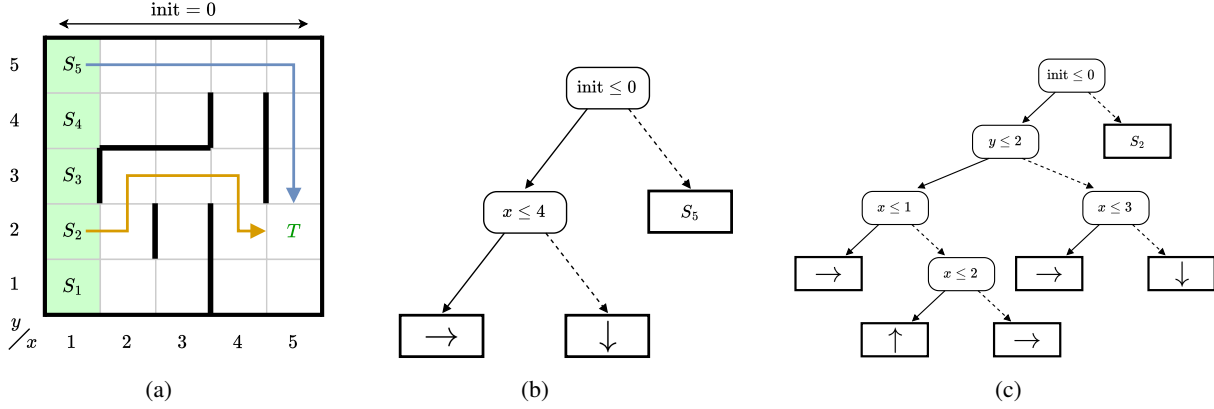 init = 0
5
S₅
4
S₄
3
S₃
2
S₂
T
1
S₁
y
/x
1 2 3 4 5
(a)
init ≤ 0
x ≤ 4
S₅
→
↓
(b)
init ≤ 0
y ≤ 2
S₂
x ≤ 1
x ≤ 3
→
x ≤ 2
→
↓
↑
→
(c)